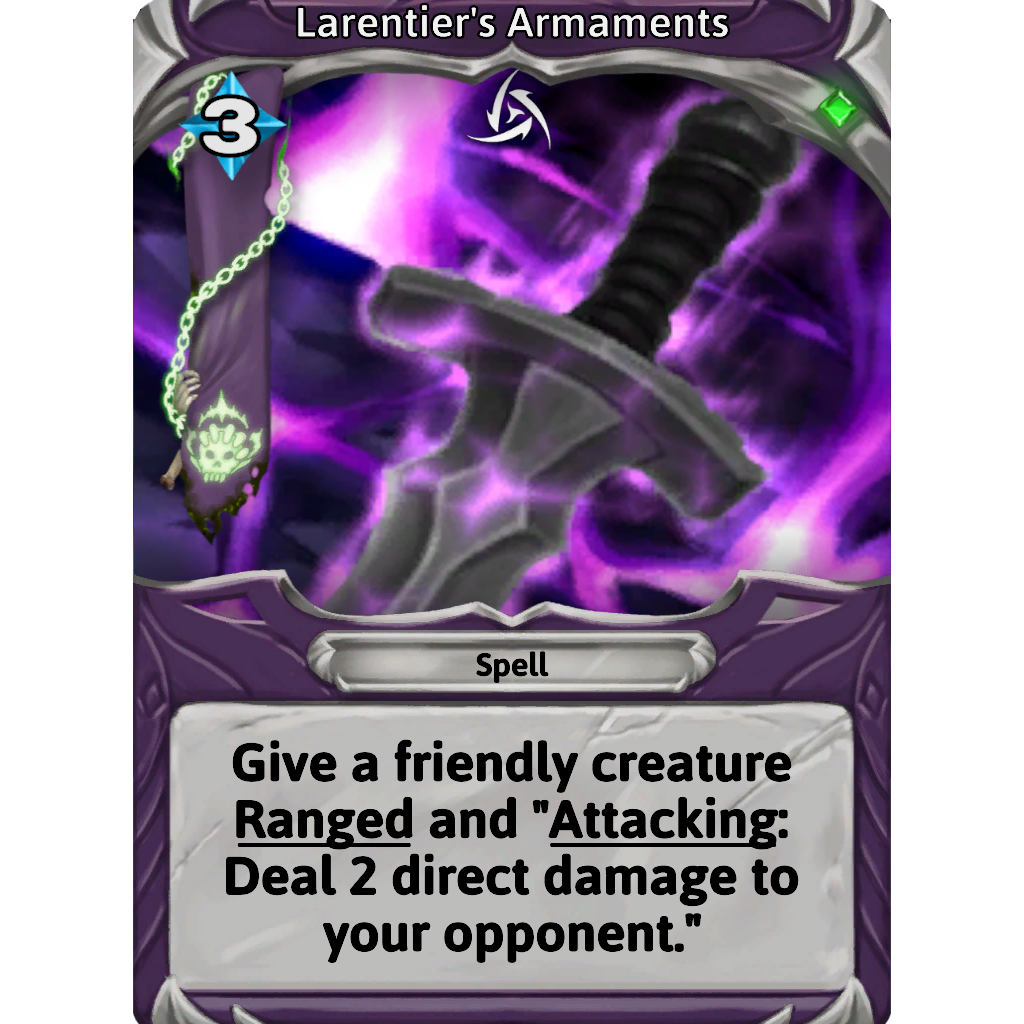 Larentier's Armaments
3
Spell
Give a friendly creature
Ranged and "Attacking:
Deal 2 direct damage to
your opponent."